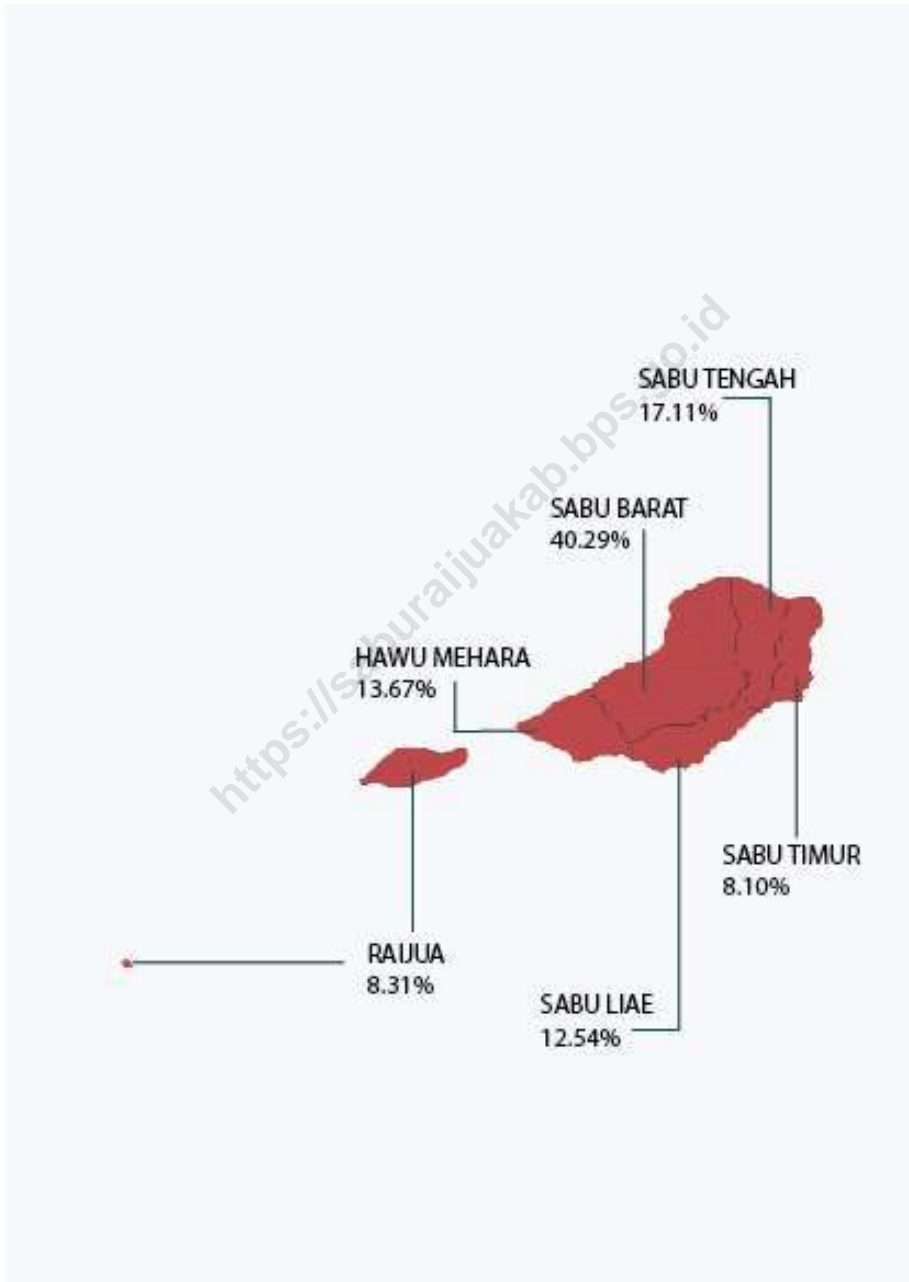 SABU TENGAH
17.11%
SABU BARAT
40.29%
HAWU MEHARA
13.67%
SABU TIMUR
8.10%
RAIJUA
8.31%
SABU LIAE
12.54%
https://saburaijuakab.bps.go.id